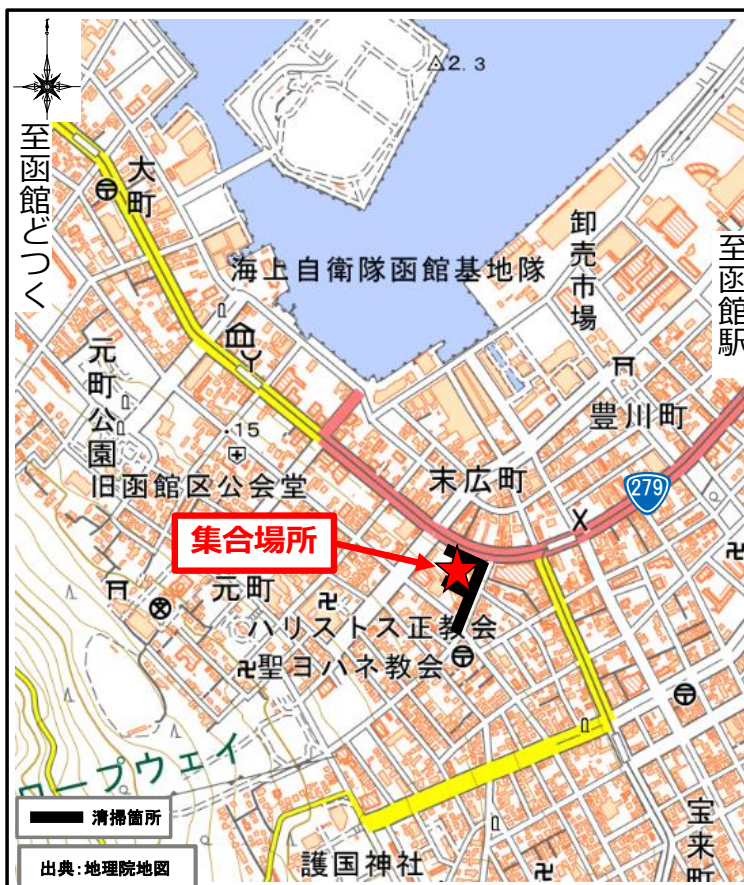 2.3
至函館どつく
大町
海上自衛隊函館基地隊
卸売市場
至函館駅
元町公園
豊川町
.15
旧函館区公会堂
末広町
279
集合場所
元町
ハリストス正教会
聖ヨハネ教会
ロープウェイ
清掃箇所
宝来町
出典:地理院地図
護国神社